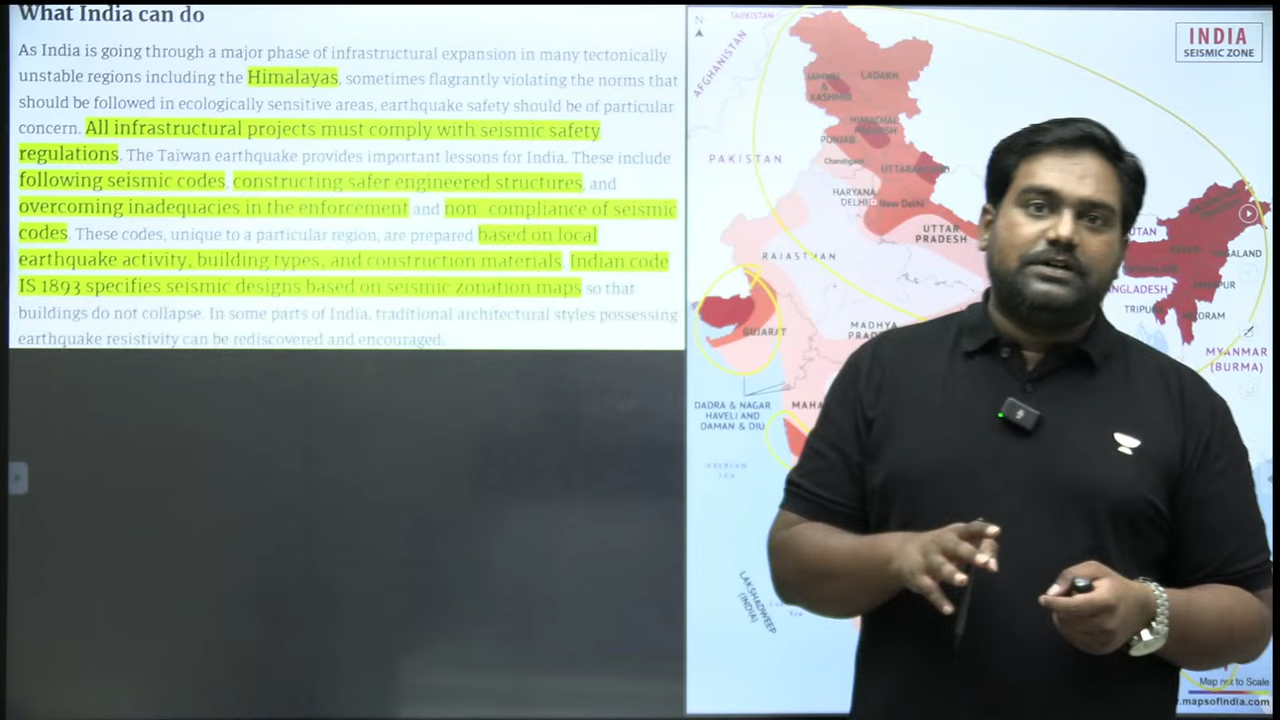 What India can do
As India is going through a major phase of infrastructural expansion in many tectonically
unstable regions including the Himalayas, sometimes flagrantly violating the norms that
should be followed in ecologically sensitive areas, earthquake safety should be of particular
concern. All infrastructural projects must comply with seismic safety
regulations. The Taiwan earthquake provides important lessons for India. These include
following seismic codes, constructing safer engineered structures, and
overcoming inadequacies in the enforcement and non-compliance of seismic
codes. These codes, unique to a particular region, are prepared based on local
earthquake activity, building types, and construction materials. Indian code
IS 1893 specifies seismic designs based on seismic zonation maps so that
buildings do not collapse. In some parts of India, traditional architectural styles possessing
earthquake resistivity can be rediscovered and encouraged.
N
TAJIKISTAN
INDIA
SEISMIC ZONE
AFGHANISTAN
JAMMU
&
KASHMIR
LADAKH
HIMACHAL
PRADESH
PUNJAB
Chandigarh
PAKISTAN
HARYANA
DELHI
New Delhi
UTTAR
PRADESH
RAJASTHAN
UTAN
NAGALAND
ANGLADESH
TRIPU
GUJARAT
MADHYA
MYANMAR
(BURMA)
DADRA & NAGAR
HAVELI AND
DAMAN & DIU
MAHA
ARABIAN
SEA
LAKSHADWEEP
(INDIA)
Map not to Scale
.mapsofindia.com